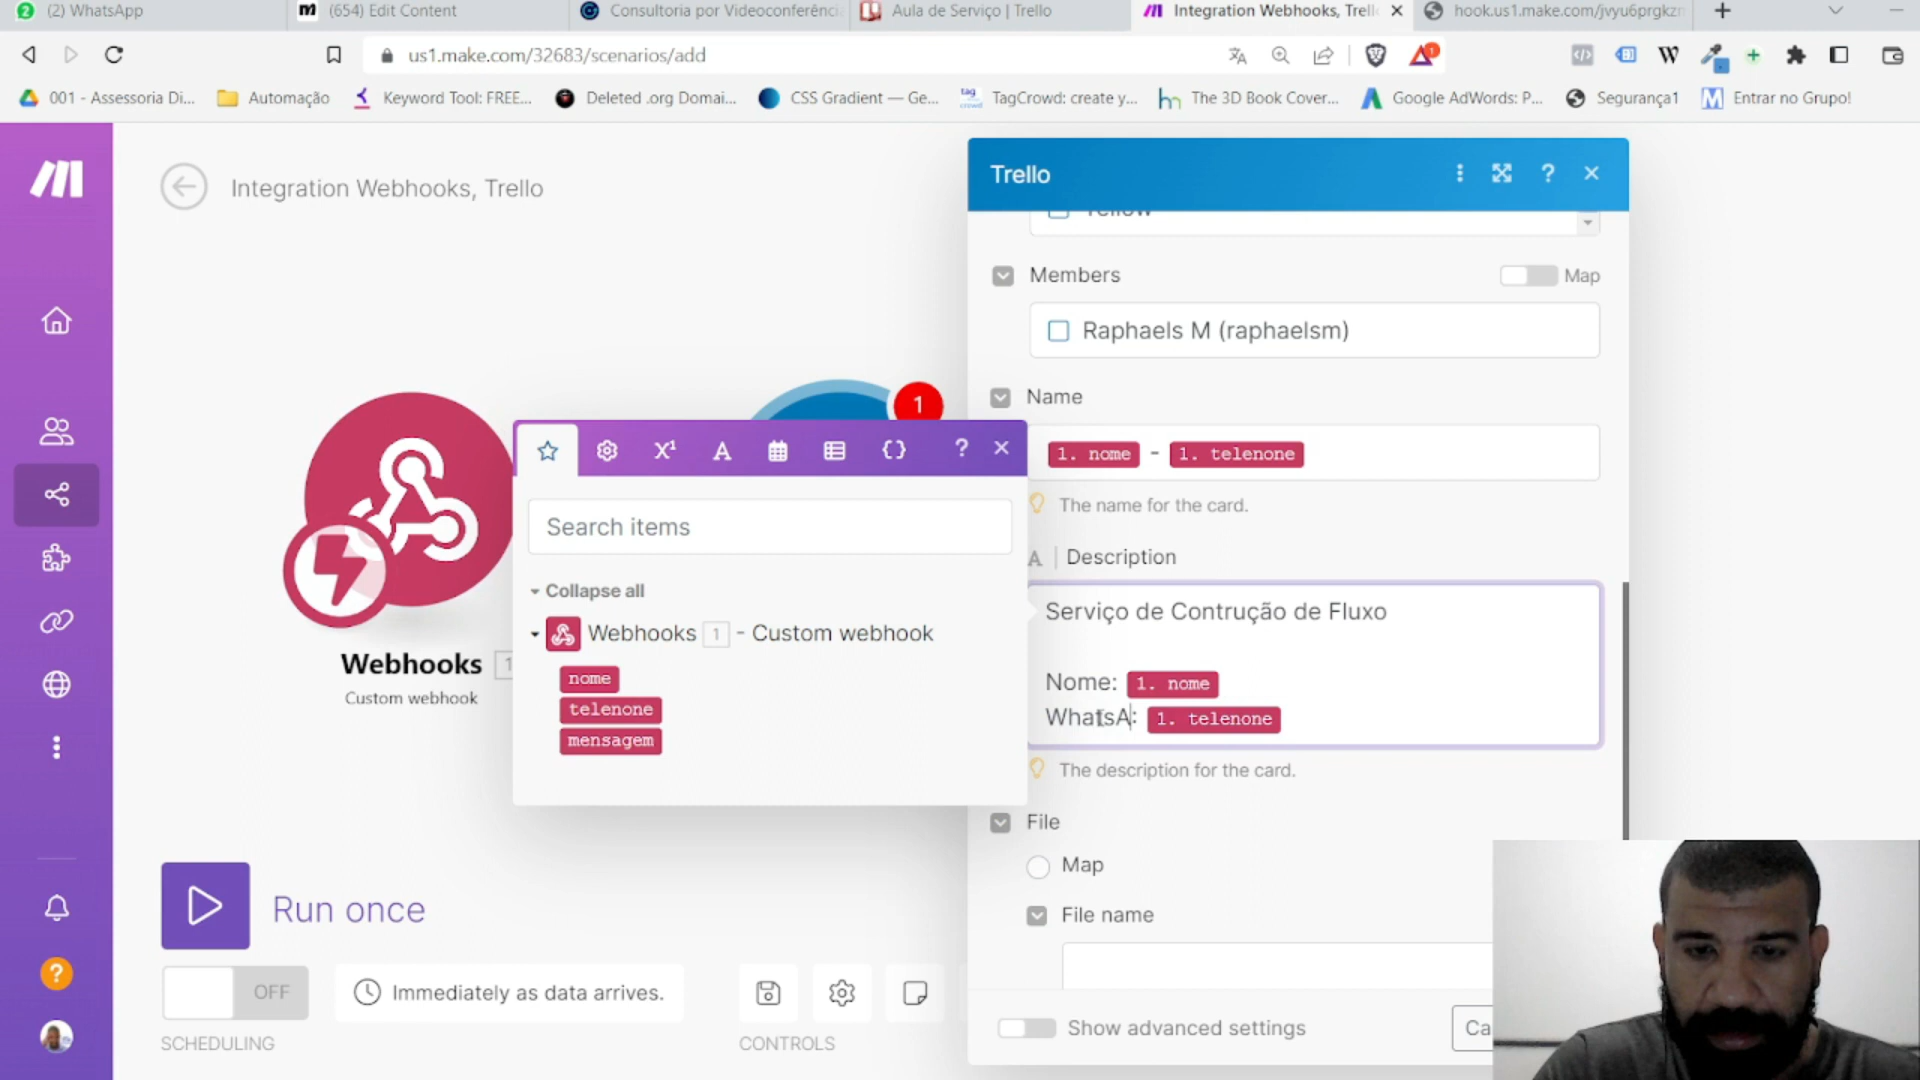 (2) WhatsApp
(654) Edit Content
Consultoria por Videoconferênci
Aula de Serviço | Trello
Integration Webhooks, Trell
hook.us1.make.com/jvyu6prgkzr
us1.make.com/32683/scenarios/add
001 - Assessoria Di...
Automação
Keyword Tool: FREE...
Deleted .org Domai...
CSS Gradient — Ge...
tag crowd
TagCrowd: create y...
The 3D Book Cover...
Google AdWords: P...
Segurança1
Entrar no Grupo!
Integration Webhooks, Trello
Trello
Yellow
Members
Map
Raphaels M (raphaelsm)
Name
1
1. nome - 1. telenone
The name for the card.
Search items
A | Description
Collapse all
Serviço de Contrução de Fluxo
Webhooks 1 - Custom webhook
nome
telenone
mensagem
Nome: 1. nome
WhatsA: 1. telenone
Webhooks 1
Custom webhook
The description for the card.
File
Map
File name
Run once
OFF
Immediately as data arrives.
Show advanced settings
Ca
SCHEDULING
CONTROLS